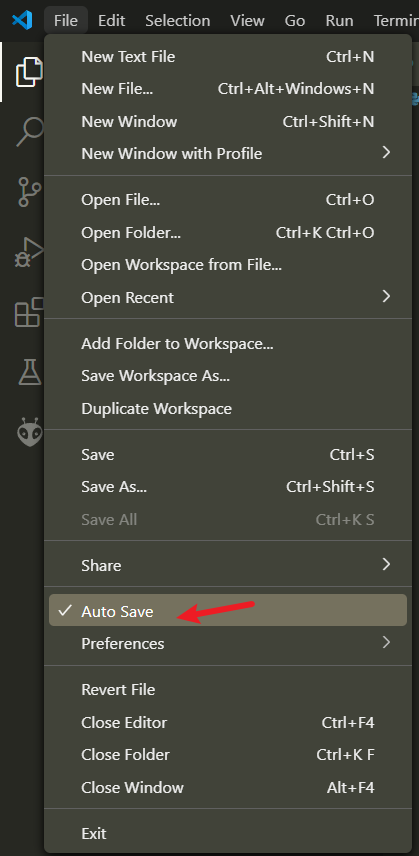 File Edit Selection View Go Run
New Text File Ctrl+N
New File... Ctrl+Alt+Windows+N
New Window Ctrl+Shift+N
New Window with Profile
Open File... Ctrl+O
Open Folder... Ctrl+K Ctrl+O
Open Workspace from File...
Open Recent
Add Folder to Workspace...
Save Workspace As...
Duplicate Workspace
Save Ctrl+S
Save As... Ctrl+Shift+S
Save All Ctrl+K S
Share
Auto Save
Preferences
Revert File
Close Editor Ctrl+F4
Close Folder Ctrl+K F
Close Window Alt+F4
Exit